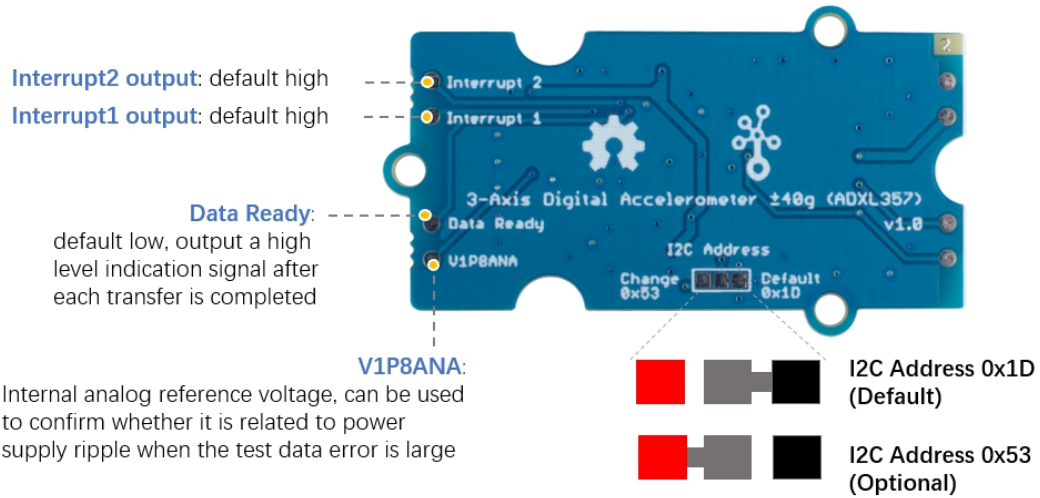 Interrupt2 output: default high
Interrupt1 output: default high
Data Ready:
default low, output a high
level indication signal after
each transfer is completed
V1P8ANA:
Internal analog reference voltage, can be used
to confirm whether it is related to power
supply ripple when the test data error is large
Interrupt 2
Interrupt 1
3-Axis Digital Accelerometer ±40g (ADXL357)
Data Ready
v1.0
V1P8ANA
I2C Address
Change
0x53
Default
0x1D
2
I2C Address 0x1D
(Default)
I2C Address 0x53
(Optional)